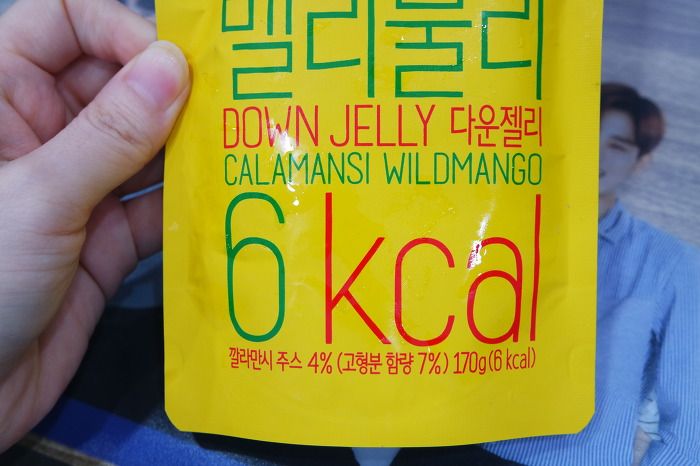 DOWN JELLY 다운젤리
CALAMANSI WILDMANGO
6 kcal
깔라만시 주스 4% (고형분 함량 7%) 170g (6 kcal)